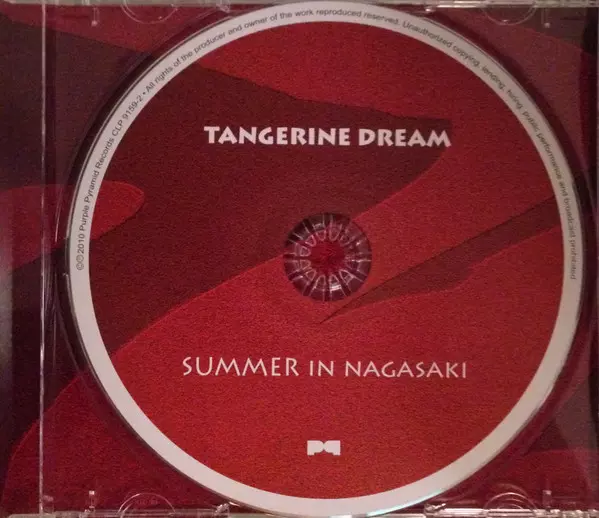 ℗©2010 Purple Pyramid Records CLP 9159-2 • All rights of the producer and owner of the work reproduced reserved. Unauthorized copying, lending, hiring, public performance and broadcast prohibited
TANGERINE DREAM
SUMMER IN NAGASAKI